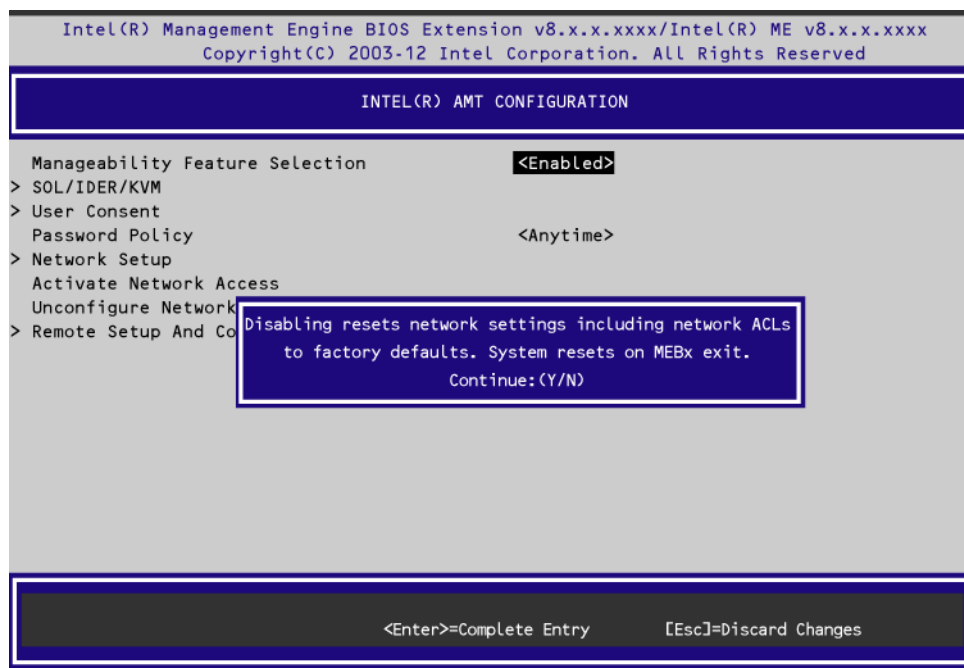 Intel(R) Management Engine BIOS Extension v8.x.x.xxxx/Intel(R) ME v8.x.x.xxxx
Copyright(C) 2003-12 Intel Corporation. All Rights Reserved
INTEL(R) AMT CONFIGURATION
Manageability Feature Selection <Enabled>
> SOL/IDER/KVM
> User Consent
Password Policy <Anytime>
> Network Setup
Activate Network Access
Unconfigure Network
> Remote Setup And Co
Disabling resets network settings including network ACLs
to factory defaults. System resets on MEBx exit.
Continue:(Y/N)
<Enter>=Complete Entry [Esc]=Discard Changes